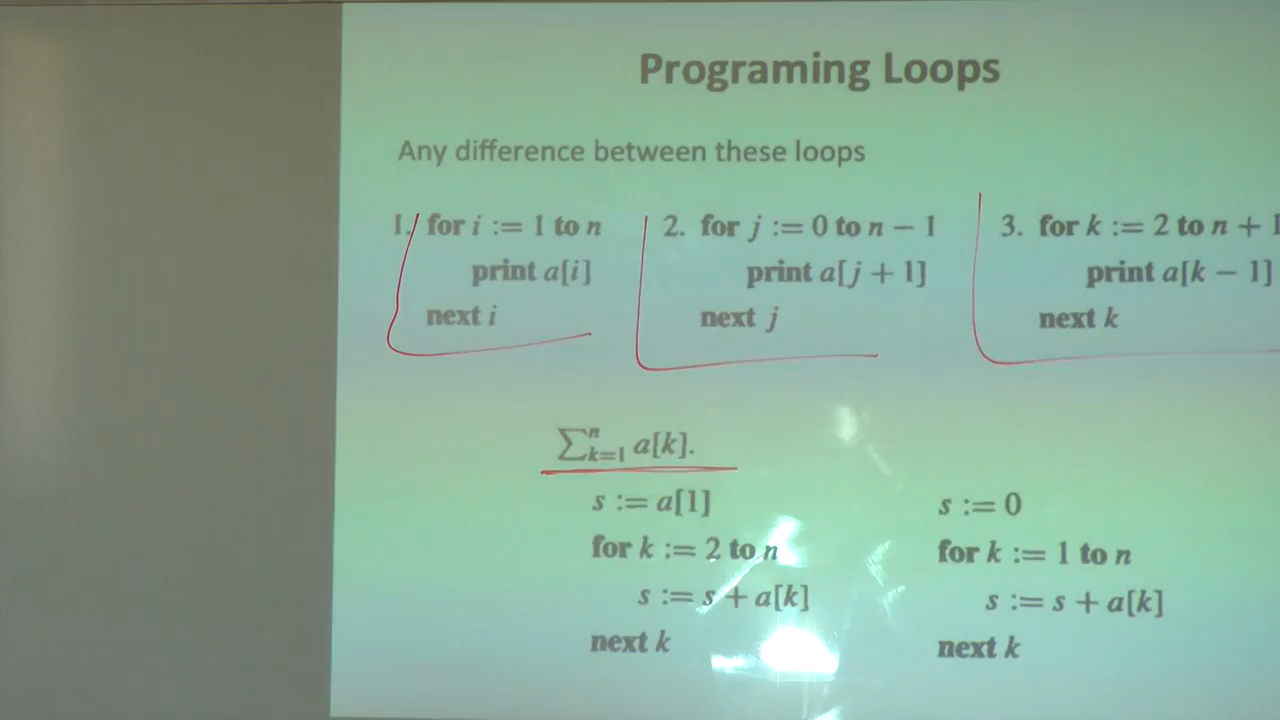 Programing Loops
Any difference between these loops
1. for i := 1 to n
print a[i]
next i
2. for j := 0 to n − 1
print a[j + 1]
next j
3. for k := 2 to n + 1
print a[k − 1]
next k
∑ⁿₖ₌₁ a[k].
s := a[1]
for k := 2 to n
s := s + a[k]
next k
s := 0
for k := 1 to n
s := s + a[k]
next k